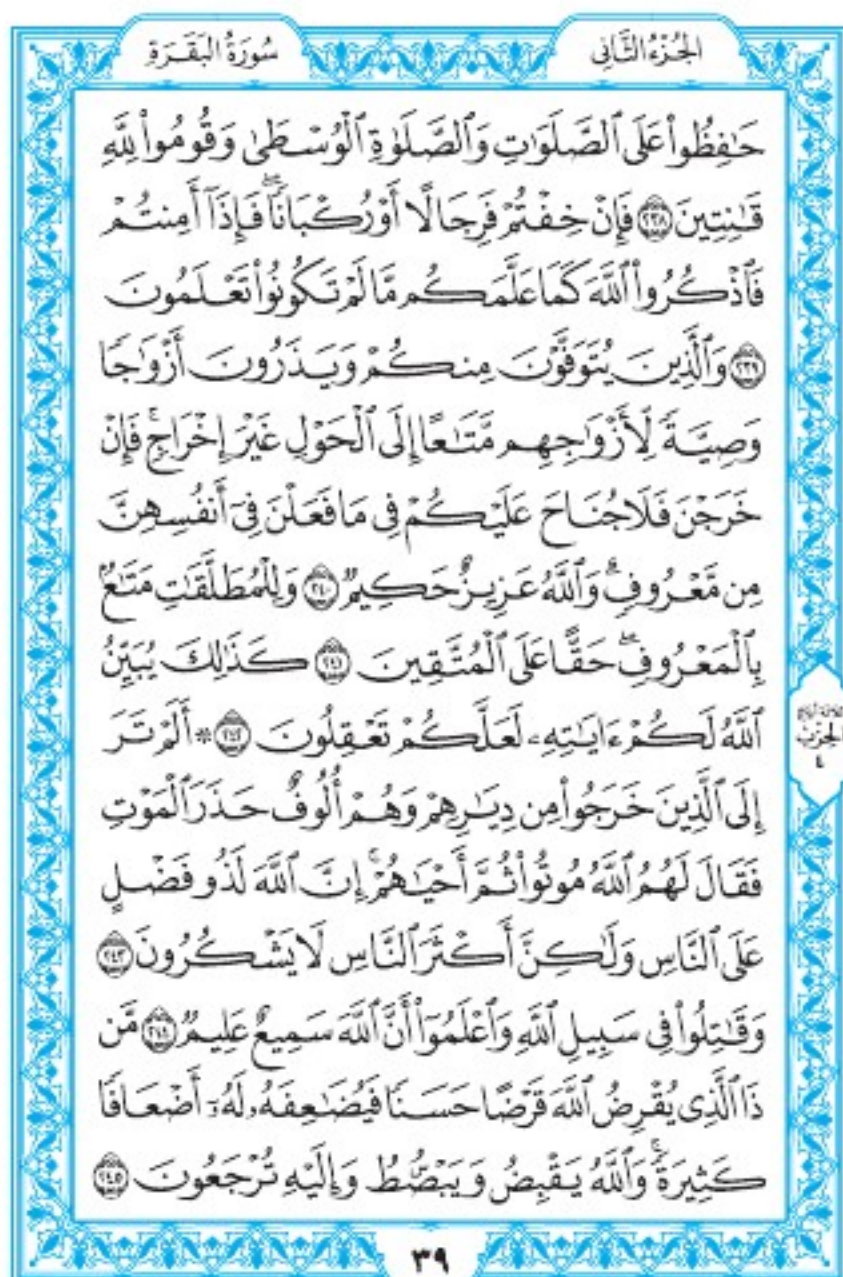 الجُزْءُ الثَّانِي
سُورَةُ البَقَرَةِ
حَٰفِظُوا۟ عَلَى ٱلصَّلَوَٰتِ وَٱلصَّلَوٰةِ ٱلْوُسْطَىٰ وَقُومُوا۟ لِلَّهِ
قَٰنِتِينَ ٢٣٨ فَإِنْ خِفْتُمْ فَرِجَالًا أَوْ رُكْبَانًا ۖ فَإِذَآ أَمِنتُمْ
فَٱذْكُرُوا۟ ٱللَّهَ كَمَا عَلَّمَكُم مَّا لَمْ تَكُونُوا۟ تَعْلَمُونَ
٢٣٩ وَٱلَّذِينَ يُتَوَفَّوْنَ مِنكُمْ وَيَذَرُونَ أَزْوَٰجًا
وَصِيَّةً لِّأَزْوَٰجِهِم مَّتَٰعًا إِلَى ٱلْحَوْلِ غَيْرَ إِخْرَاجٍ ۚ فَإِنْ
خَرَجْنَ فَلَا جُنَاحَ عَلَيْكُمْ فِى مَا فَعَلْنَ فِىٓ أَنفُسِهِنَّ
مِن مَّعْرُوفٍ ۗ وَٱللَّهُ عَزِيزٌ حَكِيمٌ ٢٤٠ وَلِلْمُطَلَّقَٰتِ مَتَٰعٌۢ
بِٱلْمَعْرُوفِ ۖ حَقًّا عَلَى ٱلْمُتَّقِينَ ٢٤١ كَذَٰلِكَ يُبَيِّنُ
ٱللَّهُ لَكُمْ ءَايَٰتِهِۦ لَعَلَّكُمْ تَعْقِلُونَ ٢٤٢ * أَلَمْ تَرَ
إِلَى ٱلَّذِينَ خَرَجُوا۟ مِن دِيَٰرِهِمْ وَهُمْ أُلُوفٌ حَذَرَ ٱلْمَوْتِ
فَقَالَ لَهُمُ ٱللَّهُ مُوتُوا۟ ثُمَّ أَحْيَٰهُمْ ۚ إِنَّ ٱللَّهَ لَذُو فَضْلٍ
عَلَى ٱلنَّاسِ وَلَٰكِنَّ أَكْثَرَ ٱلنَّاسِ لَا يَشْكُرُونَ ٢٤٣
وَقَٰتِلُوا۟ فِى سَبِيلِ ٱللَّهِ وَٱعْلَمُوٓا۟ أَنَّ ٱللَّهَ سَمِيعٌ عَلِيمٌ ٢٤٤ مَّن
ذَا ٱلَّذِى يُقْرِضُ ٱللَّهَ قَرْضًا حَسَنًا فَيُضَٰعِفَهُۥ لَهُۥٓ أَضْعَافًا
كَثِيرَةً ۚ وَٱللَّهُ يَقْبِضُ وَيَبْصُۜطُ وَإِلَيْهِ تُرْجَعُونَ ٢٤٥
الحِزْب
٤
٣٩